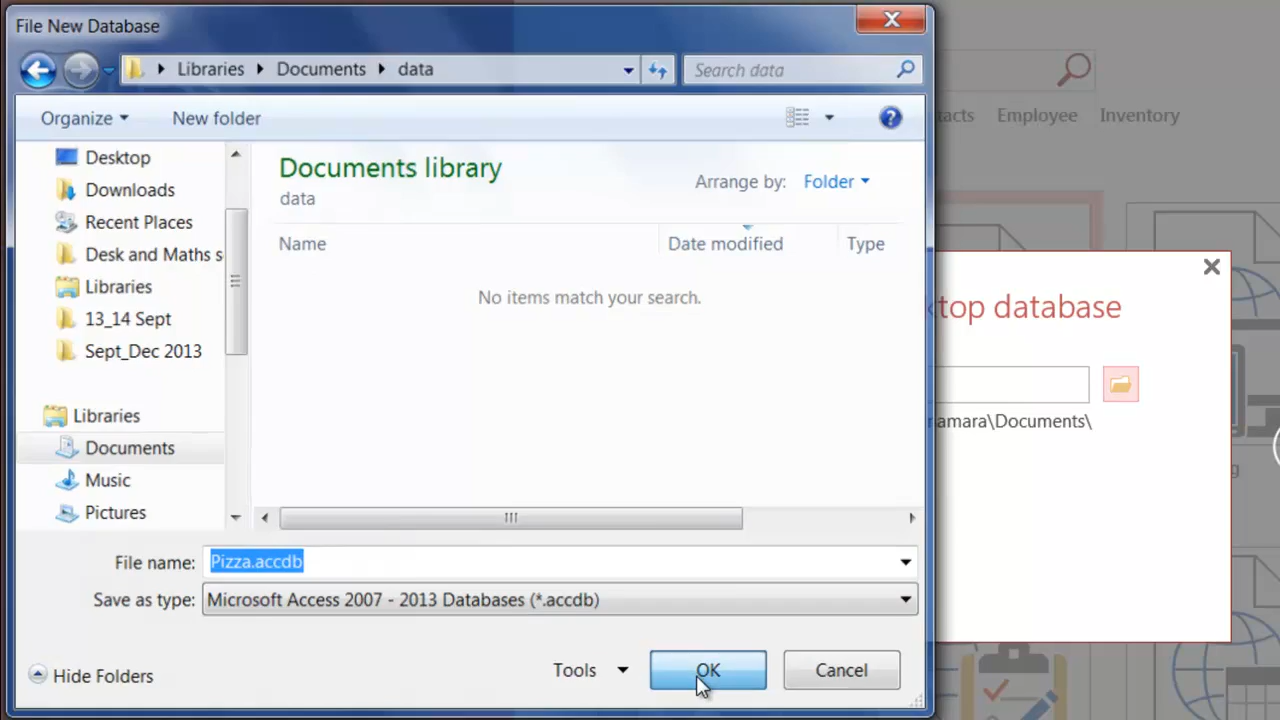 File New Database
Libraries Documents data
Search data
Organize
New folder
Desktop
Downloads
Recent Places
Desk and Maths s
Libraries
13_14 Sept
Sept_Dec 2013
Libraries
Documents
Music
Pictures
Documents library
data
Arrange by: Folder
Name
Date modified
Type
No items match your search.
File name: Pizza.accdb
Save as type: Microsoft Access 2007 - 2013 Databases (*.accdb)
Hide Folders
Tools
OK
Cancel
tacts
Employee
Inventory
top database
namara\Documents\
g